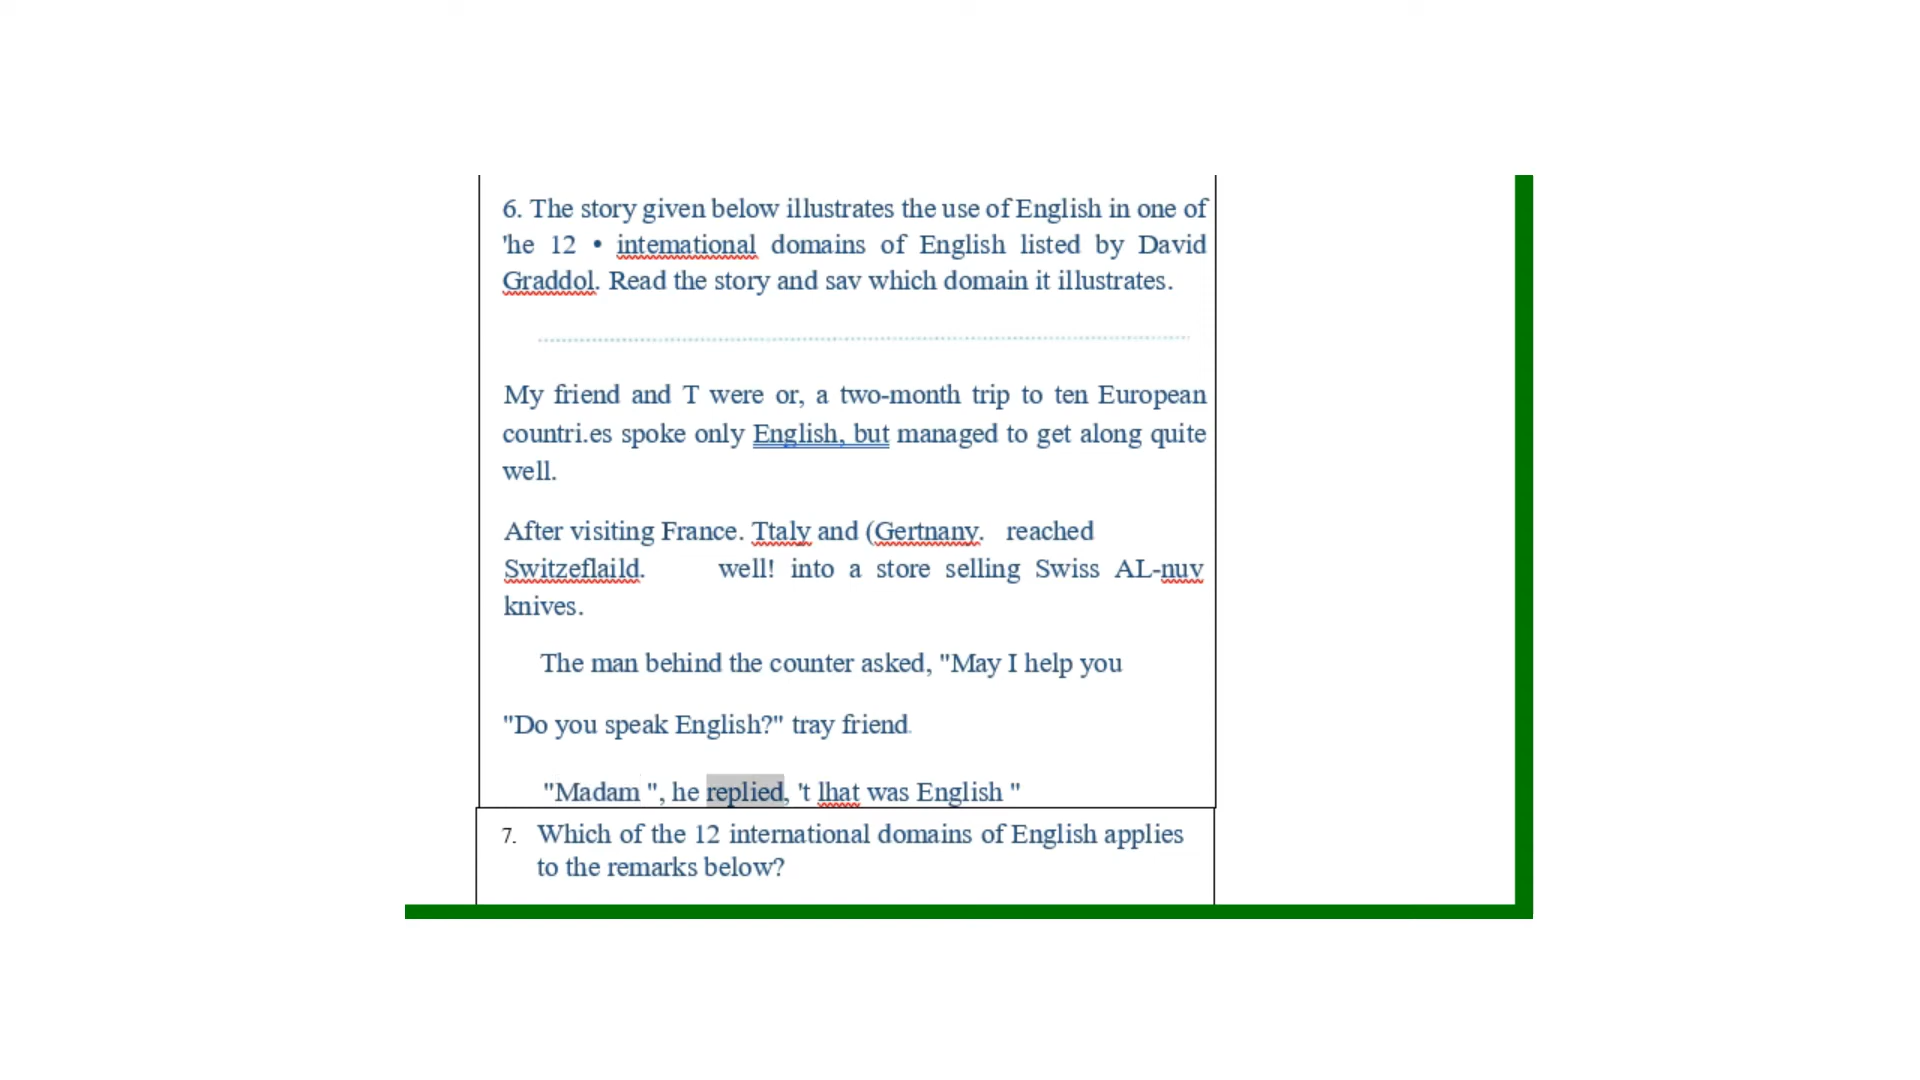 6. The story given below illustrates the use of English in one of
'he 12 • intemational domains of English listed by David
Graddol. Read the story and sav which domain it illustrates.
My friend and T were or, a two-month trip to ten European
countri.es spoke only English, but managed to get along quite
well.
After visiting France. Ttaly and (Gertnany. reached
Switzeflaild. well! into a store selling Swiss AL-nuv
knives.
The man behind the counter asked, "May I help you
"Do you speak English?" tray friend.
"Madam ", he replied, 't lhat was English "
7. Which of the 12 international domains of English applies
to the remarks below?